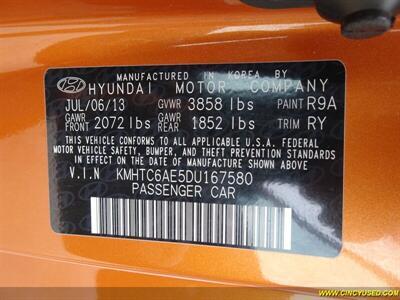 MANUFACTURED IN KOREA BY
HYUNDAI MOTOR COMPANY
JUL/06/13 GVWR 3858 lbs PAINT R9A
GAWR FRONT 2072 lbs GAWR REAR 1852 lbs TRIM RY
THIS VEHICLE CONFORMS TO ALL APPLICABLE U.S.A. FEDERAL
MOTOR VEHICLE SAFETY, BUMPER, AND THEFT PREVENTION
STANDARDS IN EFFECT ON THE DATE OF MANUFACTURE
SHOWN ABOVE.
V.I.N KMHTC6AE5DU167580
PASSENGER CAR
WWW.CINCYUSED.COM